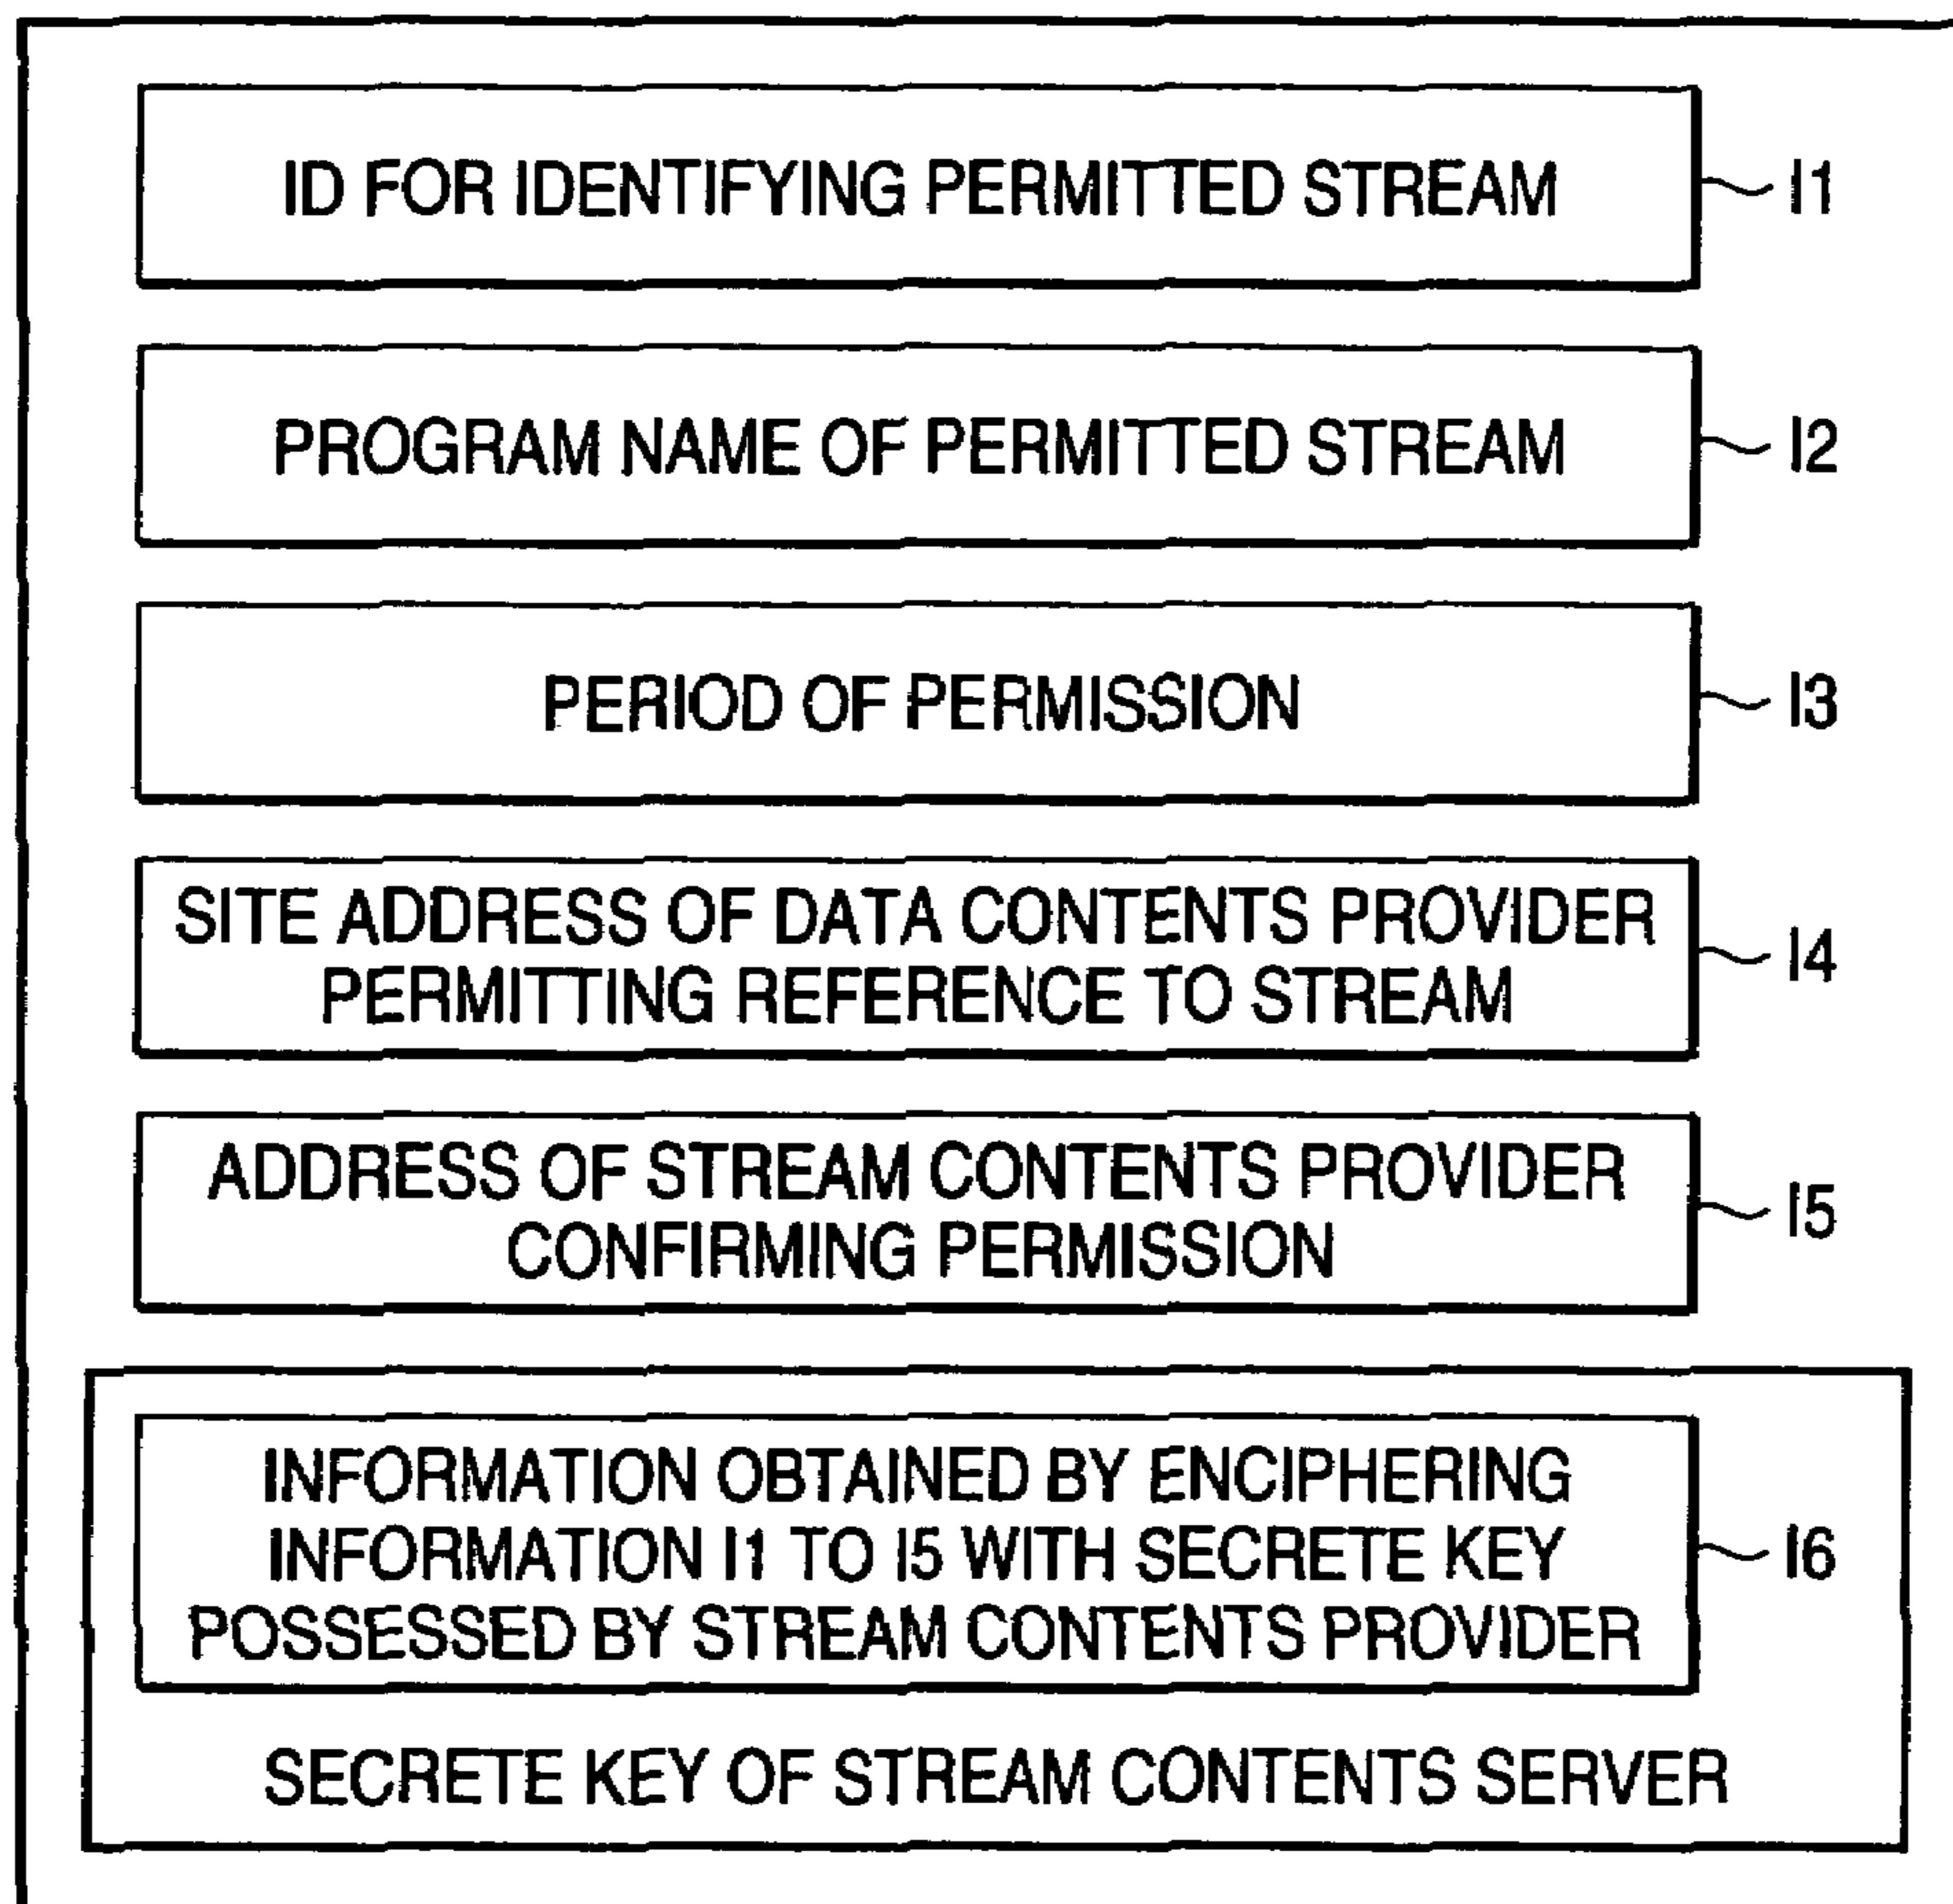 ID FOR IDENTIFYING PERMITTED STREAM
I1
PROGRAM NAME OF PERMITTED STREAM
I2
PERIOD OF PERMISSION
I3
SITE ADDRESS OF DATA CONTENTS PROVIDER
PERMITTING REFERENCE TO STREAM
I4
ADDRESS OF STREAM CONTENTS PROVIDER
CONFIRMING PERMISSION
I5
INFORMATION OBTAINED BY ENCIPHERING
INFORMATION I1 TO I5 WITH SECRETE KEY
POSSESSED BY STREAM CONTENTS PROVIDER
I6
SECRETE KEY OF STREAM CONTENTS SERVER